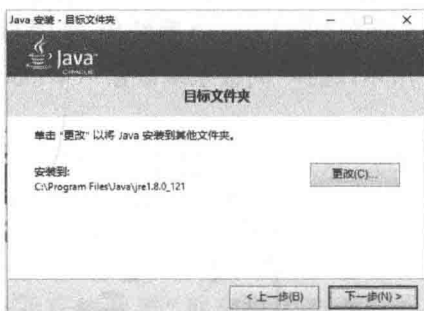 Java 安装 - 目标文件夹
Java
ORACLE
目标文件夹
单击 "更改" 以将 Java 安装到其他文件夹。
安装到:
C:\Program Files\Java\jre1.8.0_121
更改(C)...
< 上一步(B)
下一步(N) >